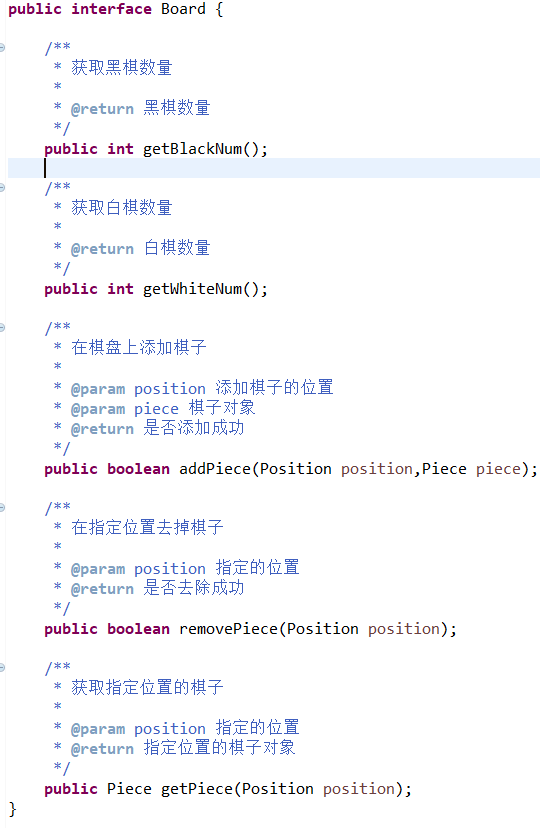 public interface Board {
/**
* 获取黑棋数量
*
* @return 黑棋数量
*/
public int getBlackNum();
/**
* 获取白棋数量
*
* @return 白棋数量
*/
public int getWhiteNum();
/**
* 在棋盘上添加棋子
*
* @param position 添加棋子的位置
* @param piece 棋子对象
* @return 是否添加成功
*/
public boolean addPiece(Position position,Piece piece);
/**
* 在指定位置去掉棋子
*
* @param position 指定的位置
* @return 是否去除成功
*/
public boolean removePiece(Position position);
/**
* 获取指定位置的棋子
*
* @param position 指定的位置
* @return 指定位置的棋子对象
*/
public Piece getPiece(Position position);
}